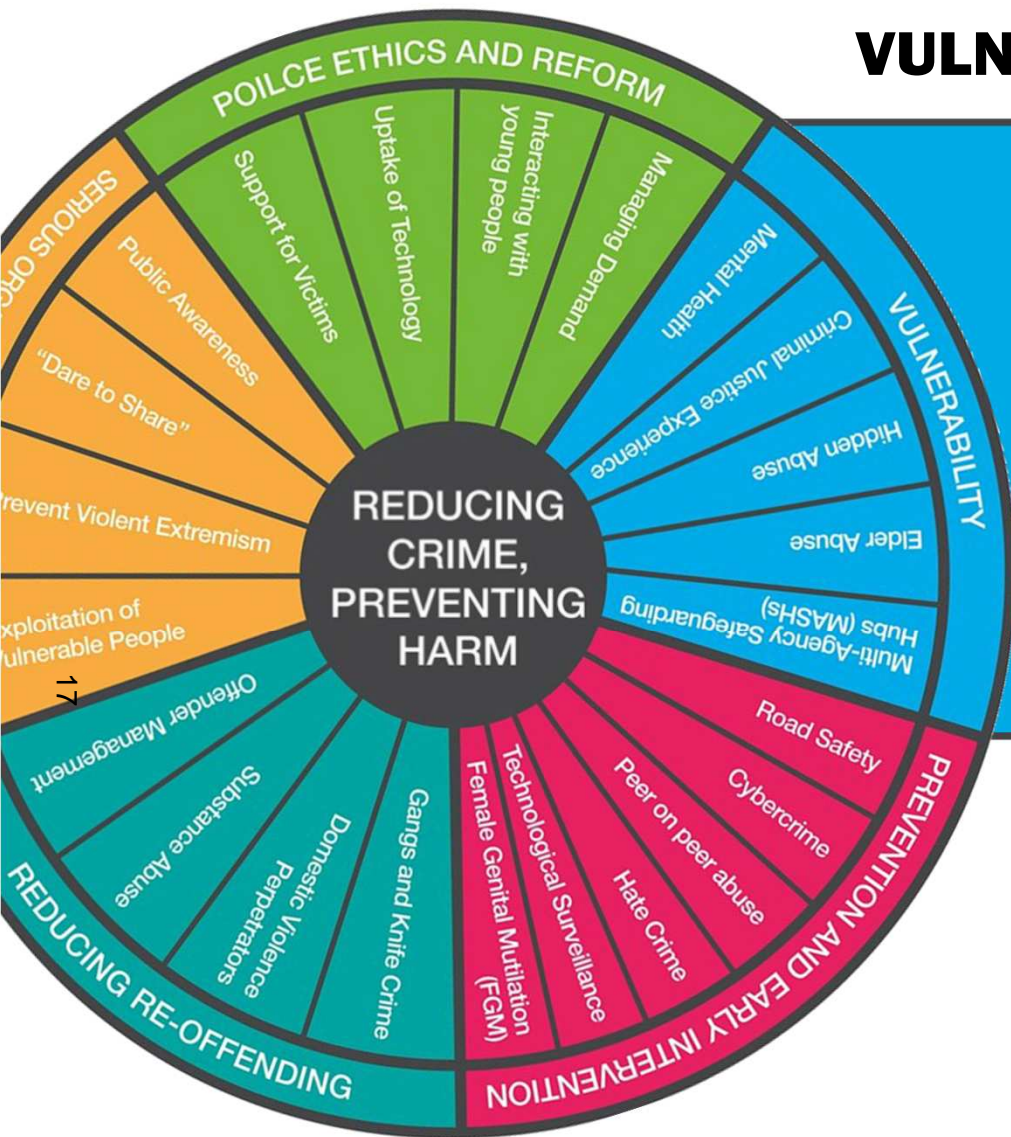 VULN
POILCE ETHICS AND REFORM
Support for Victims
Uptake of Technology
Interacting with
young people
Managing Demand
VULNERABILITY
Mental Health
Criminal Justice Experience
Hidden Abuse
Elder Abuse
Multi-Agency Safeguarding
Hubs (MASHs)
PREVENTION AND EARLY INTERVENTION
Road Safety
Cybercrime
Peer on peer abuse
Hate Crime
Technological Surveillance
Female Genital Mutilation
(FGM)
REDUCING RE-OFFENDING
Gangs and Knife Crime
Domestic Violence
Perpetrators
Substance Abuse
Offender Management
SERIOUS ORG
xploitation of
Vulnerable People
Prevent Violent Extremism
“Dare to Share”
Public Awareness
REDUCING
CRIME,
PREVENTING
HARM
17